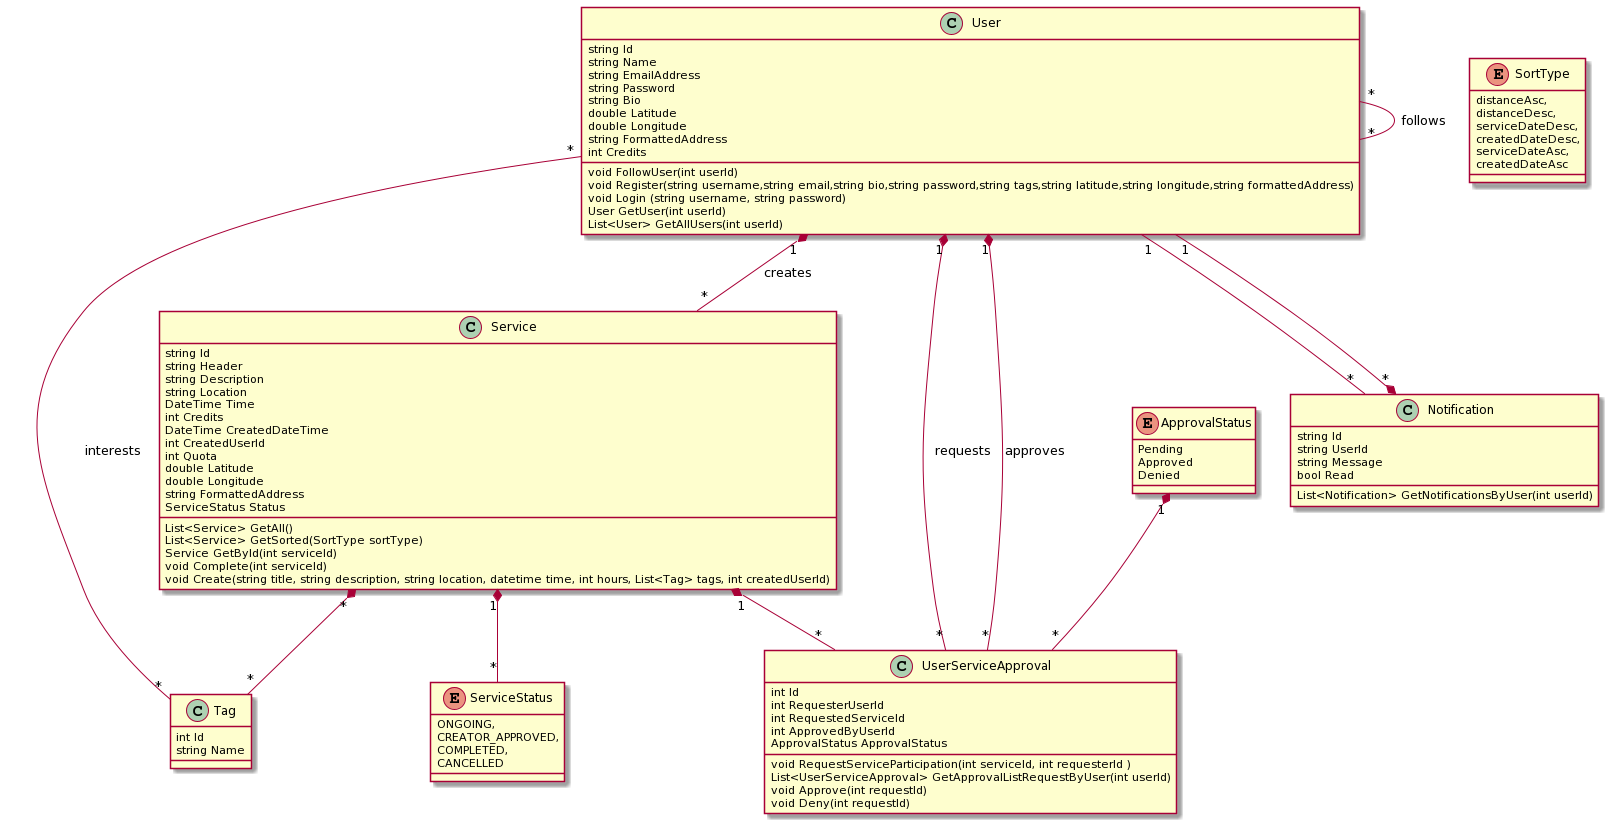 C User
string Id
string Name
string EmailAddress
string Password
string Bio
double Latitude
double Longitude
string FormattedAddress
int Credits
void FollowUser(int userId)
void Register(string username,string email,string bio,string password,string tags,string latitude,string longitude,string formattedAddress)
void Login (string username, string password)
User GetUser(int userId)
List<User> GetAllUsers(int userId)
E SortType
distanceAsc,
distanceDesc,
serviceDateDesc,
createdDateDesc,
serviceDateAsc,
createdDateAsc
*
*
follows
*
1
1
1
1
1
creates
*
C Service
string Id
string Header
string Description
string Location
DateTime Time
int Credits
DateTime CreatedDateTime
int CreatedUserId
int Quota
double Latitude
double Longitude
string FormattedAddress
ServiceStatus Status
List<Service> GetAll()
List<Service> GetSorted(SortType sortType)
Service GetById(int serviceId)
void Complete(int serviceId)
void Create(string title, string description, string location, datetime time, int hours, List<Tag> tags, int createdUserId)
interests
requests
approves
E ApprovalStatus
Pending
Approved
Denied
*
*
C Notification
string Id
string UserId
string Message
bool Read
List<Notification> GetNotificationsByUser(int userId)
1
*
1
1
*
*
*
*
*
*
*
C Tag
int Id
string Name
E ServiceStatus
ONGOING,
CREATOR_APPROVED,
COMPLETED,
CANCELLED
C UserServiceApproval
int Id
int RequesterUserId
int RequestedServiceId
int ApprovedByUserId
ApprovalStatus ApprovalStatus
void RequestServiceParticipation(int serviceId, int requesterId )
List<UserServiceApproval> GetApprovalListRequestByUser(int userId)
void Approve(int requestId)
void Deny(int requestId)